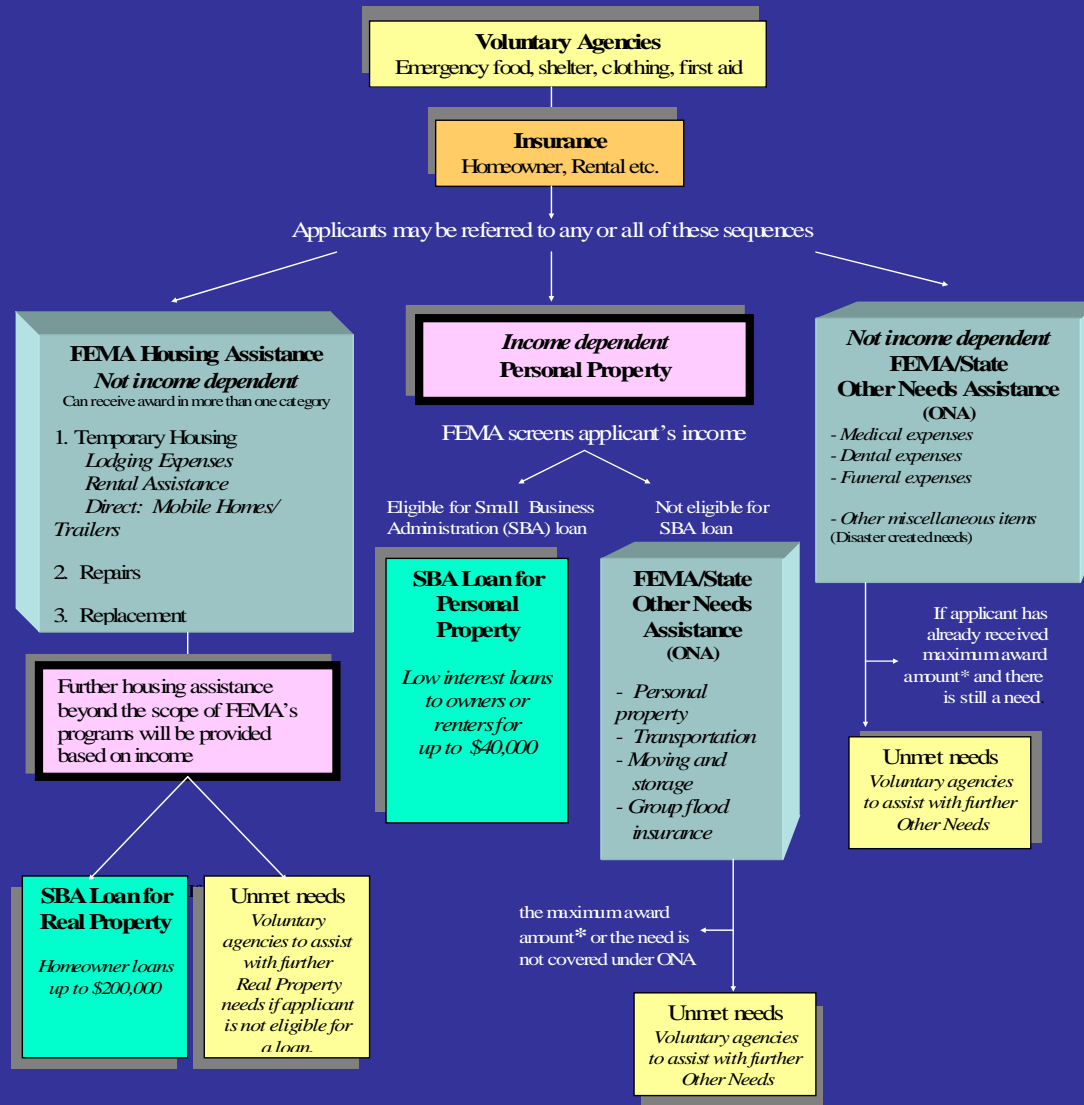 Voluntary Agencies
Emergency food, shelter, clothing, first aid
Insurance
Homeowner, Rental etc.
Applicants may be referred to any or all of these sequences
FEMA Housing Assistance
Not income dependent
Can receive award in more than one category
1. Temporary Housing
Lodging Expenses
Rental Assistance
Direct: Mobile Homes/
Trailers
2. Repairs
3. Replacement
Further housing assistance
beyond the scope of FEMA's
programs will be provided
based on income
SBA Loan for
Real Property
Homeowner loans
up to $200,000
Unmet needs
Voluntary
agencies to assist
with further
Real Property
needs if applicant
is not eligible for
a loan.
Income dependent
Personal Property
FEMA screens applicant's income
Eligible for Small Business
Administration (SBA) loan
Not eligible for
SBA loan
SBA Loan for
Personal
Property
Low interest loans
to owners or
renters for
up to $40,000
FEMA/State
Other Needs
Assistance
(ONA)
- Personal
property
- Transportation
- Moving and
storage
- Group flood
insurance
the maximum award
amount* or the need is
not covered under ONA
Unmet needs
Voluntary agencies
to assist with further
Other Needs
Not income dependent
FEMA/State
Other Needs Assistance
(ONA)
- Medical expenses
- Dental expenses
- Funeral expenses
- Other miscellaneous items
(Disaster created needs)
If applicant has
already received
maximum award
amount* and there
is still a need.
Unmet needs
Voluntary agencies
to assist with further
Other Needs